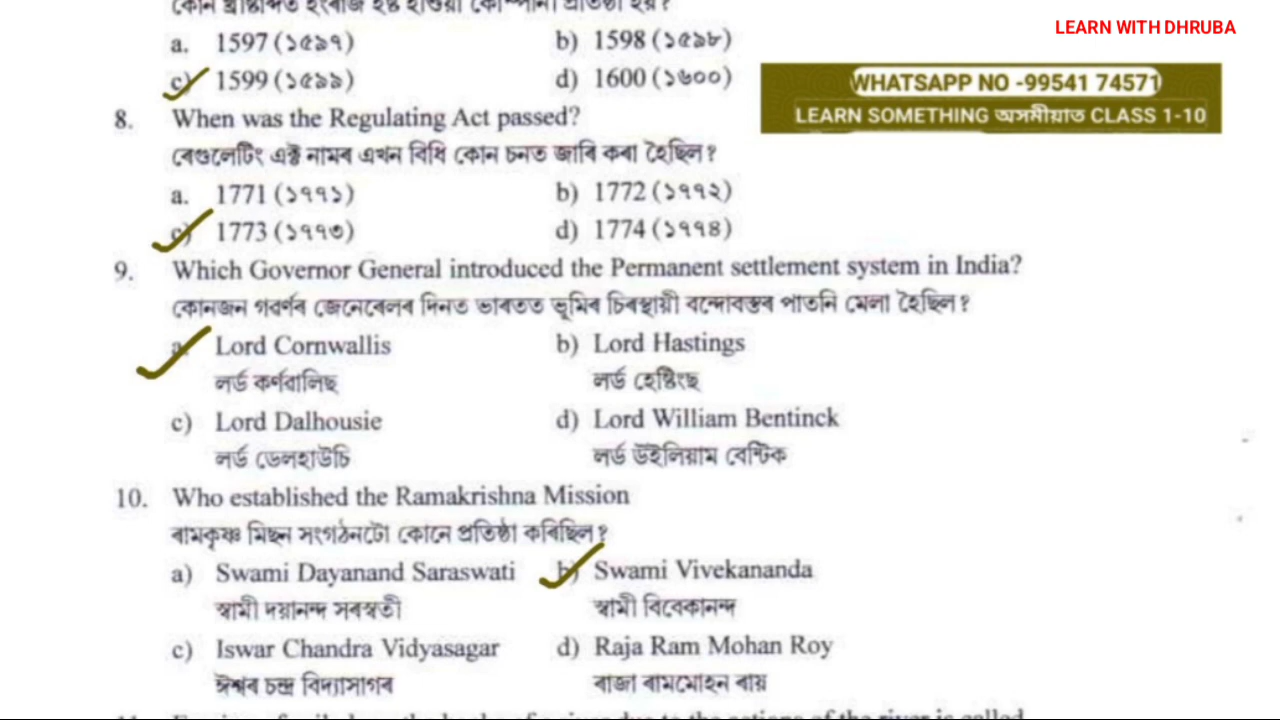 LEARN WITH DHRUBA
a. 1597 (১৫৯৭) b) 1598 (১৫৯৮)
c) 1599 (১৫৯৯) d) 1600 (১৬০০)
WHATSAPP NO -99541 74571
LEARN SOMETHING অসমীয়াত CLASS 1-10
8. When was the Regulating Act passed?
ৰেগুলেটিং এক্ট নামৰ এখন বিধি কোন চনত জাৰি কৰা হৈছিল?
a. 1771 (১৭৭১) b) 1772 (১৭৭২)
c) 1773 (১৭৭৩) d) 1774 (১৭৭৪)
9. Which Governor General introduced the Permanent settlement system in India?
কোনজন গৱৰ্ণৰ জেনেৰেলৰ দিনত ভাৰতত ভূমিৰ চিৰস্থায়ী বন্দোবস্তৰ পাতনি মেলা হৈছিল?
a. Lord Cornwallis b) Lord Hastings
লৰ্ড কৰ্ণৱালিছ লৰ্ড হেষ্টিংছ
c) Lord Dalhousie d) Lord William Bentinck
লৰ্ড ডেলহাউচি লৰ্ড উইলিয়াম বেণ্টিক
10. Who established the Ramakrishna Mission
ৰামকৃষ্ণ মিছন সংগঠনটো কোনে প্ৰতিষ্ঠা কৰিছিল?
a) Swami Dayanand Saraswati b) Swami Vivekananda
স্বামী দয়ানন্দ সৰস্বতী স্বামী বিবেকানন্দ
c) Iswar Chandra Vidyasagar d) Raja Ram Mohan Roy
ঈশ্বৰ চন্দ্ৰ বিদ্যাসাগৰ ৰাজা ৰামমোহন ৰায়